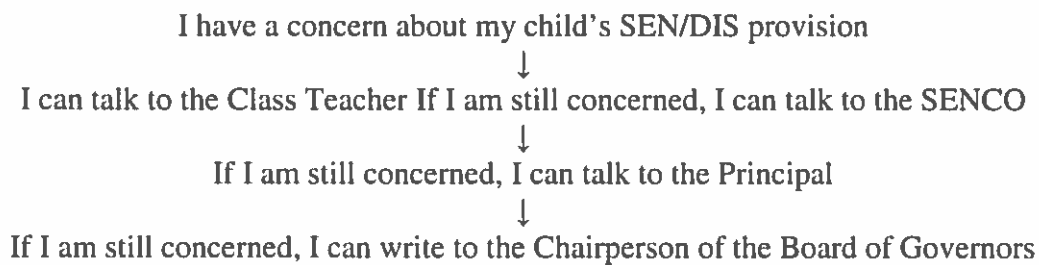 I have a concern about my child's SEN/DIS provision
↓
I can talk to the Class Teacher If I am still concerned, I can talk to the SENCO
↓
If I am still concerned, I can talk to the Principal
↓
If I am still concerned, I can write to the Chairperson of the Board of Governors